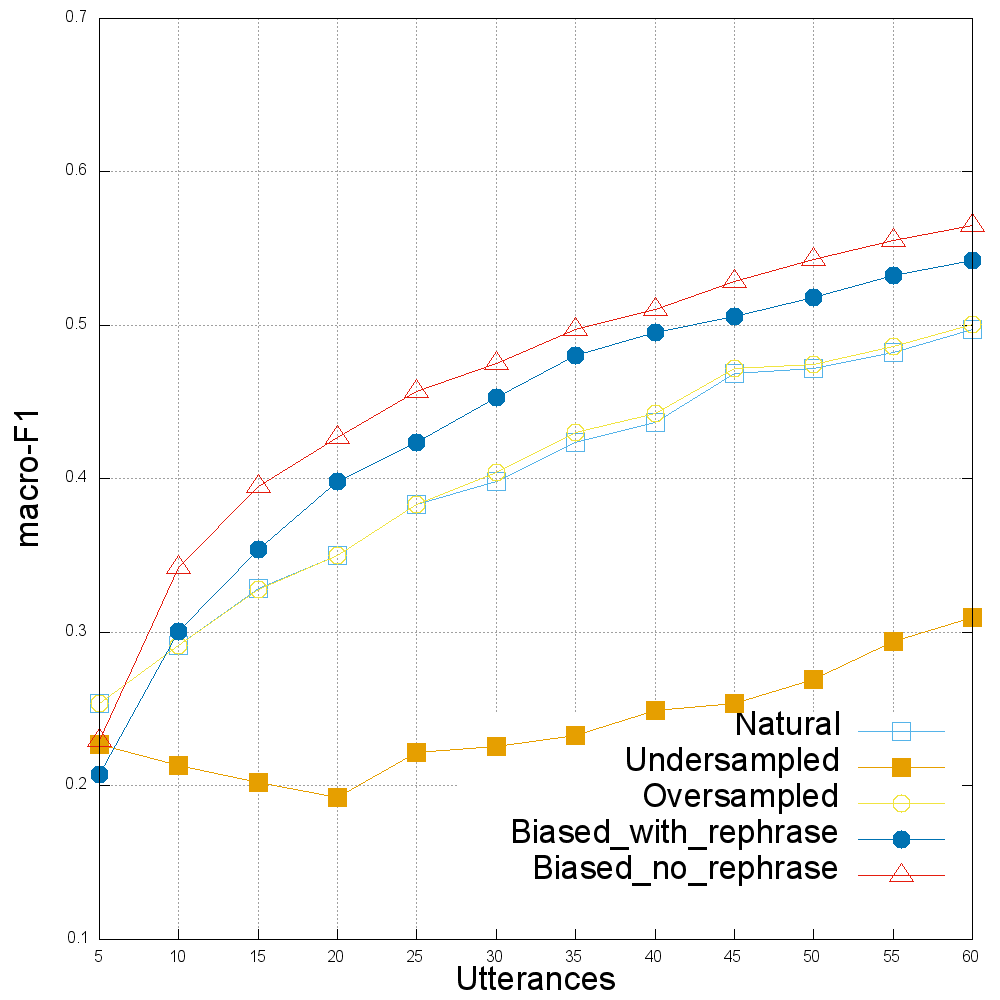 0.7
0.6
0.5
0.4
0.3
0.2
0.1
macro-F1
Natural
Undersampled
Oversampled
Biased_with_rephrase
Biased_no_rephrase
5 10 15 20 25 30 35 40 45 50 55 60
Utterances